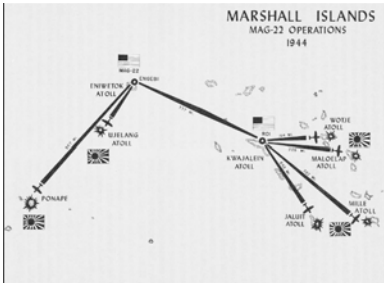 MARSHALL ISLANDS
MAG-22 OPERATIONS
1944
MAG-22
ENGEBI
ENIWETOK
ATOLL
UJELANG
ATOLL
PONAPE
ROI
KWAJALEIN
ATOLL
WOTJE
ATOLL
MALOELAP
ATOLL
JALUIT
ATOLL
MILLE
ATOLL